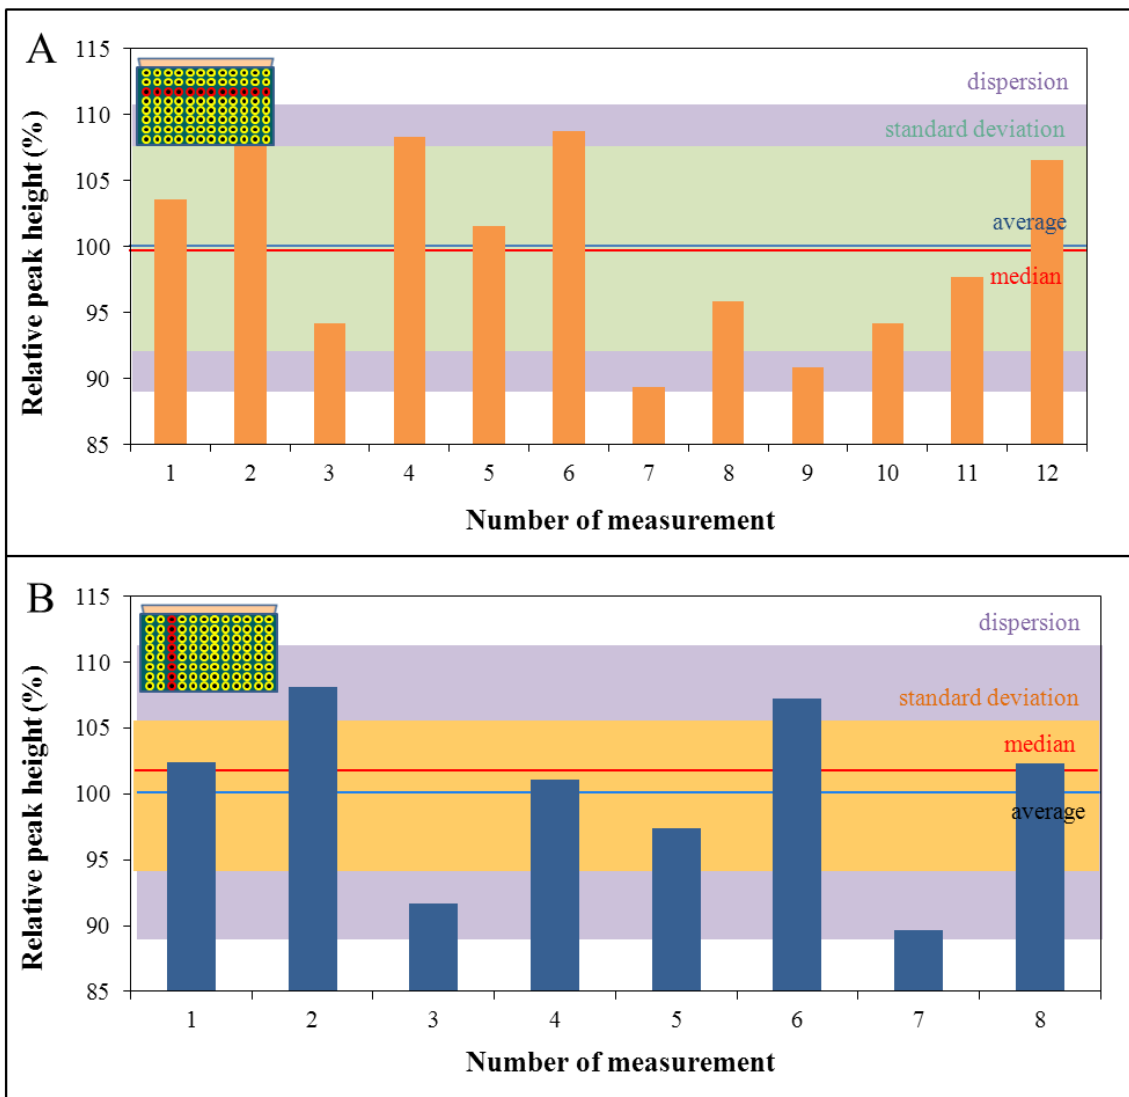 A
115
110
105
100
95
90
85
Relative peak height (%)
dispersion
standard deviation
average
median
1 2 3 4 5 6 7 8 9 10 11 12
Number of measurement
B
115
110
105
100
95
90
85
Relative peak height (%)
dispersion
standard deviation
median
average
1 2 3 4 5 6 7 8
Number of measurement